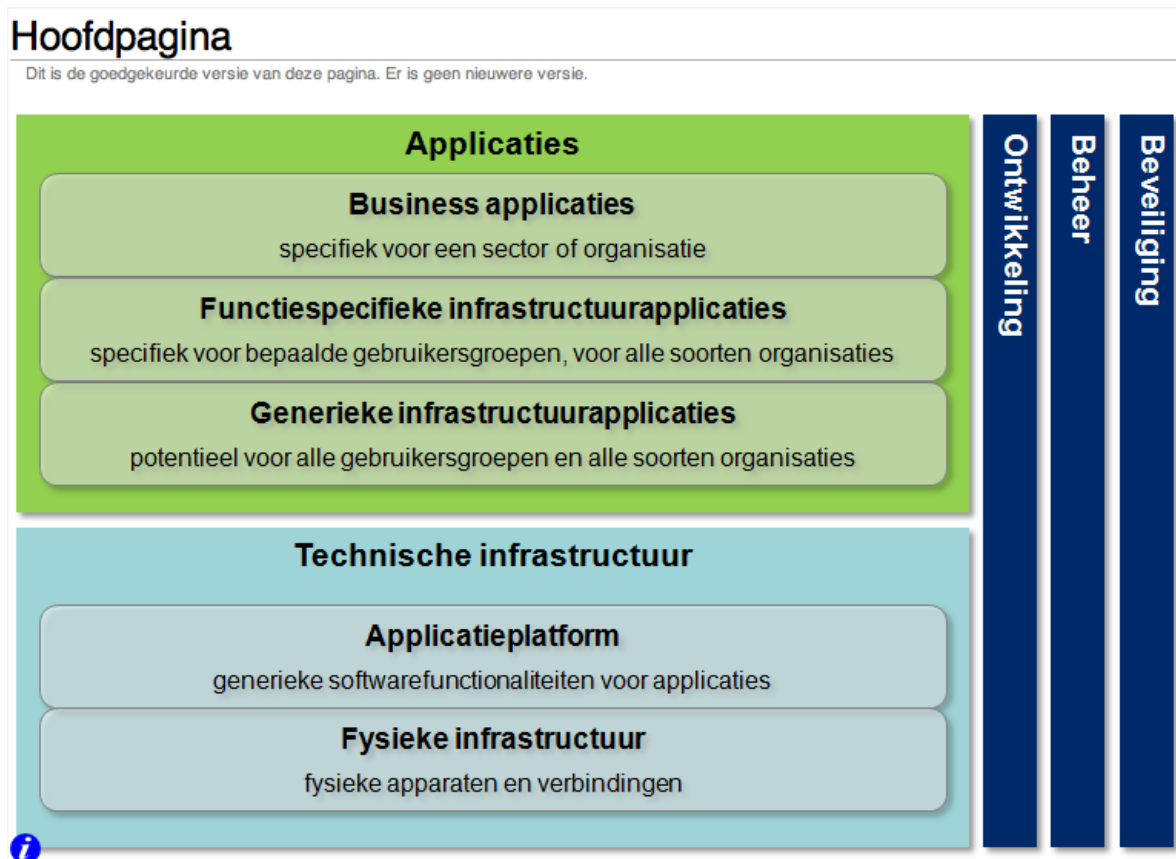 Hoofdpagina
Dit is de goedgekeurde versie van deze pagina. Er is geen nieuwere versie.
Applicaties
Business applicaties
specifiek voor een sector of organisatie
Functiespecifieke infrastructuurapplicaties
specifiek voor bepaalde gebruikersgroepen, voor alle soorten organisaties
Generieke infrastructuurapplicaties
potentieel voor alle gebruikersgroepen en alle soorten organisaties
Technische infrastructuur
Applicatieplatform
generieke softwarefunctionaliteiten voor applicaties
Fysieke infrastructuur
fysieke apparaten en verbindingen
Ontwikkeling
Beheer
Beveiliging
i